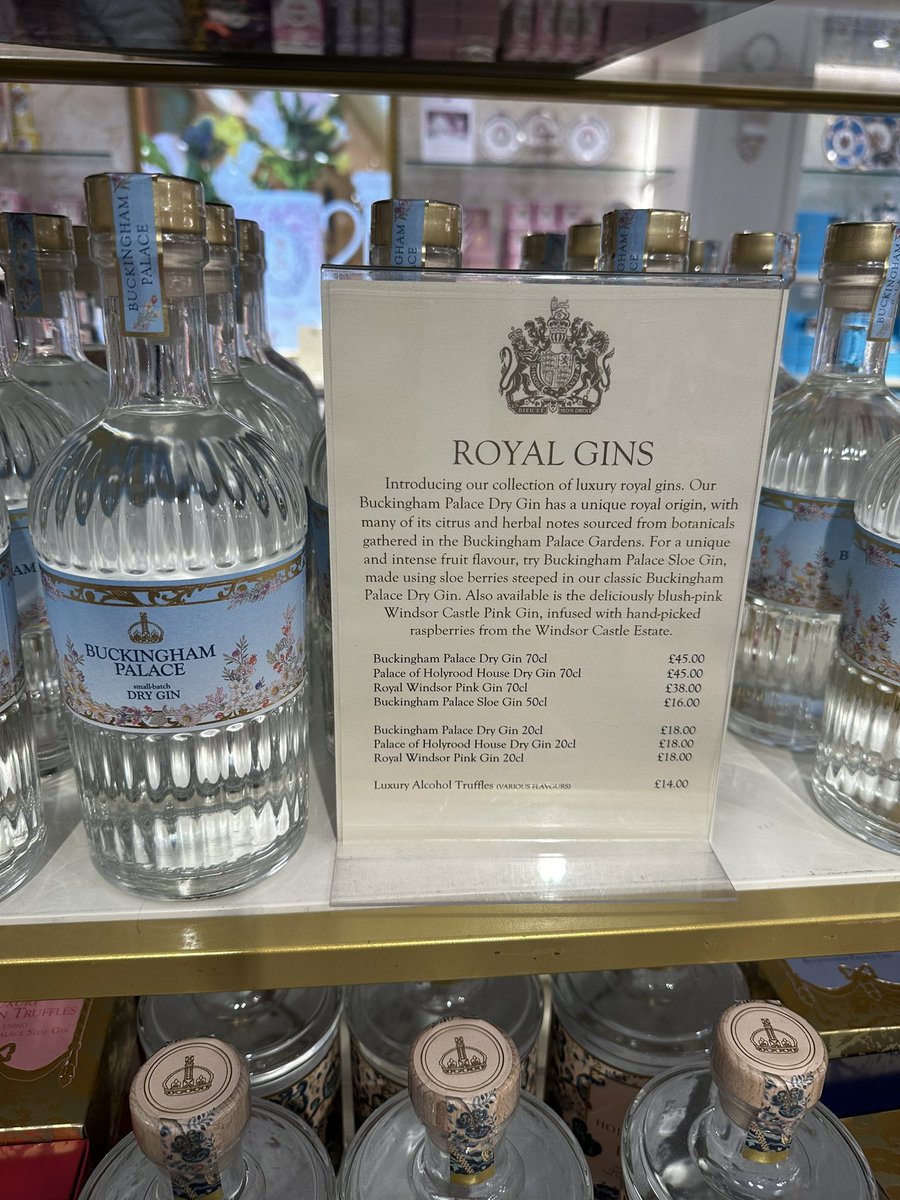 BUCKINGHAM
PALACE
BUCKINGHAM
PALACE
small-batch
DRY GIN
DIEU ET MON DROIT
ROYAL GINS
Introducing our collection of luxury royal gins. Our
Buckingham Palace Dry Gin has a unique royal origin, with
many of its citrus and herbal notes sourced from botanicals
gathered in the Buckingham Palace Gardens. For a unique
and intense fruit flavour, try Buckingham Palace Sloe Gin,
made using sloe berries steeped in our classic Buckingham
Palace Dry Gin. Also available is the deliciously blush-pink
Windsor Castle Pink Gin, infused with hand-picked
raspberries from the Windsor Castle Estate.
Buckingham Palace Dry Gin 70cl £45.00
Palace of Holyrood House Dry Gin 70cl £45.00
Royal Windsor Pink Gin 70cl £38.00
Buckingham Palace Sloe Gin 50cl £16.00
Buckingham Palace Dry Gin 20cl £18.00
Palace of Holyrood House Dry Gin 20cl £18.00
Royal Windsor Pink Gin 20cl £18.00
Luxury Alcohol Truffles (VARIOUS FLAVOURS) £14.00
TRUFFLES
USING
PALACE SLOE GIN